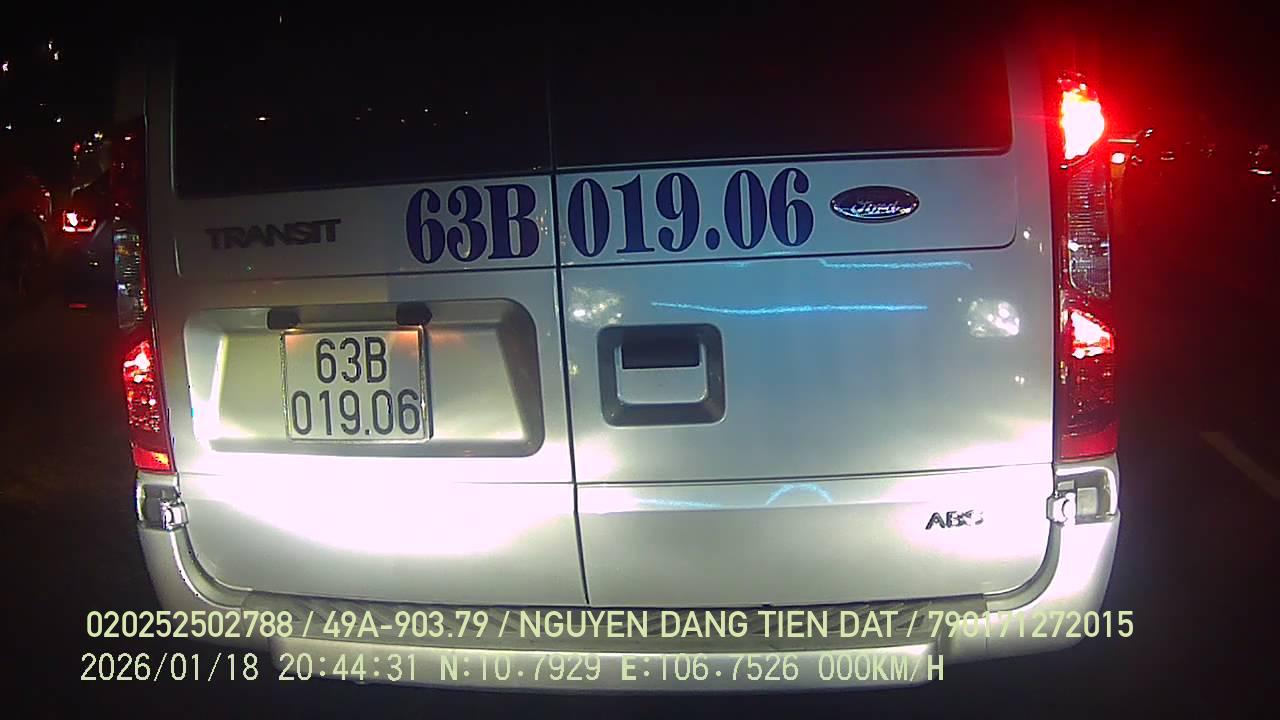 TRANSIT 63B 019.06 Ford
63B
019.06
ABS
020252502788 / 49A-903.79 / NGUYEN DANG TIEN DAT / 790171272015
2026/01/18 20:44:31 N:10.7929 E:106.7526 000KM/H